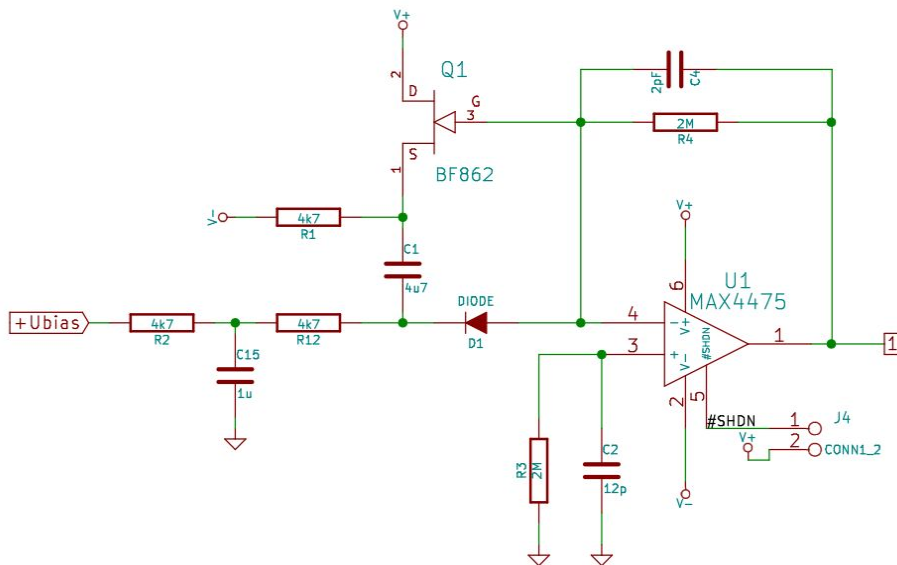 V+
2
Q1
D
G
3
S
1
BF862
2pF
C4
2M
R4
V-
4k7
R1
C1
4u7
V+
6
U1
MAX4475
+Ubias
4k7
R2
4k7
R12
DIODE
D1
4
-
V+
#SHDN
1
1
3
+
V-
C15
1u
2
5
#SHDN
1
J4
V+
2
CONN1_2
R3
2M
C2
12p
V-